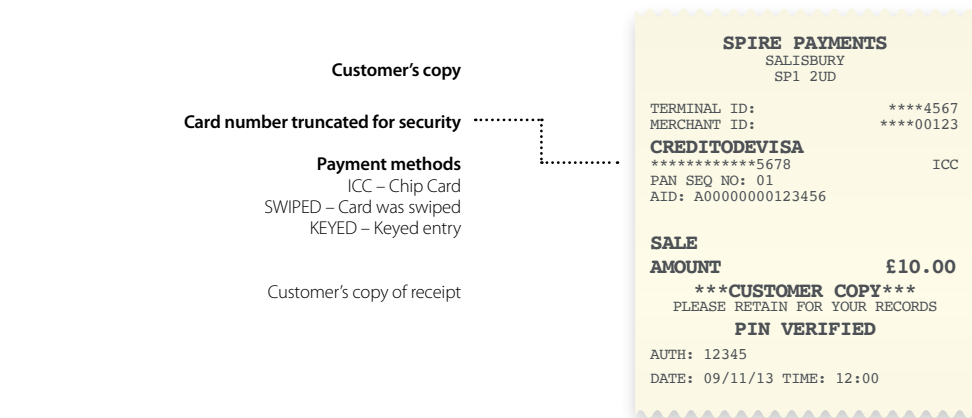 Customer's copy
Card number truncated for security
Payment methods
ICC – Chip Card
SWIPED – Card was swiped
KEYED – Keyed entry
Customer's copy of receipt
SPIRE PAYMENTS
SALISBURY
SP1 2UD
TERMINAL ID: ****4567
MERCHANT ID: ****00123
CREDITODEVISA
************5678 ICC
PAN SEQ NO: 01
AID: A00000000123456
SALE
AMOUNT £10.00
***CUSTOMER COPY***
PLEASE RETAIN FOR YOUR RECORDS
PIN VERIFIED
AUTH: 12345
DATE: 09/11/13 TIME: 12:00